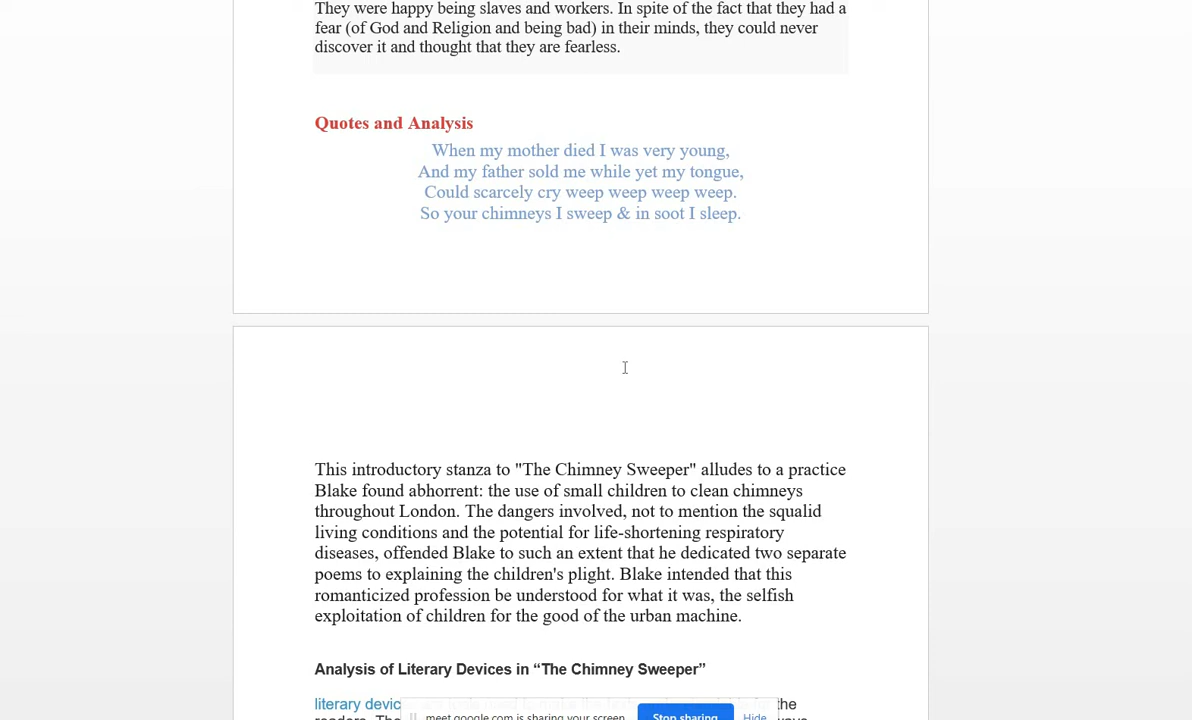 They were happy being slaves and workers. In spite of the fact that they had a
fear (of God and Religion and being bad) in their minds, they could never
discover it and thought that they are fearless.
Quotes and Analysis
When my mother died I was very young,
And my father sold me while yet my tongue,
Could scarcely cry weep weep weep weep.
So your chimneys I sweep & in soot I sleep.
This introductory stanza to "The Chimney Sweeper" alludes to a practice
Blake found abhorrent: the use of small children to clean chimneys
throughout London. The dangers involved, not to mention the squalid
living conditions and the potential for life-shortening respiratory
diseases, offended Blake to such an extent that he dedicated two separate
poems to explaining the children's plight. Blake intended that this
romanticized profession be understood for what it was, the selfish
exploitation of children for the good of the urban machine.
Analysis of Literary Devices in “The Chimney Sweeper”
literary devic the
readers. The
meet.google.com is sharing your screen. Stop sharing Hide